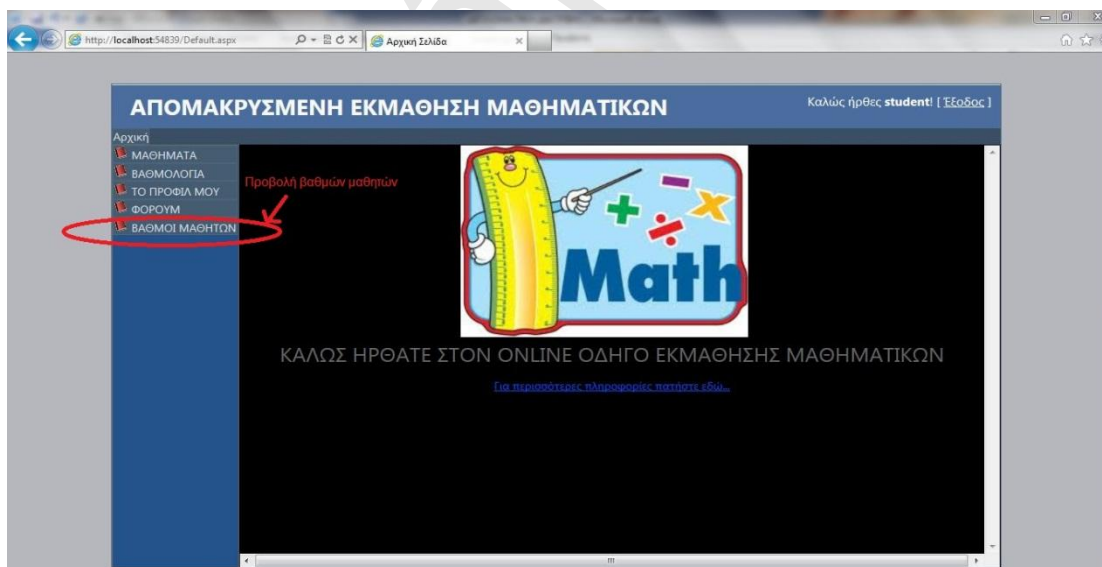 http://localhost:54839/Default.aspx
Αρχική Σελίδα
ΑΠΟΜΑΚΡΥΣΜΕΝΗ ΕΚΜΑΘΗΣΗ ΜΑΘΗΜΑΤΙΚΩΝ
Καλώς ήρθες student! [ Έξοδος ]
Αρχική
ΜΑΘΗΜΑΤΑ
ΒΑΘΜΟΛΟΓΙΑ
ΤΟ ΠΡΟΦΙΛ ΜΟΥ
ΦΟΡΟΥΜ
ΒΑΘΜΟΙ ΜΑΘΗΤΩΝ
Προβολή βαθμών μαθητών
Math
ΚΑΛΩΣ ΗΡΘΑΤΕ ΣΤΟΝ ONLINE ΟΔΗΓΟ ΕΚΜΑΘΗΣΗΣ ΜΑΘΗΜΑΤΙΚΩΝ
Για περισσότερες πληροφορίες πατήστε εδώ...